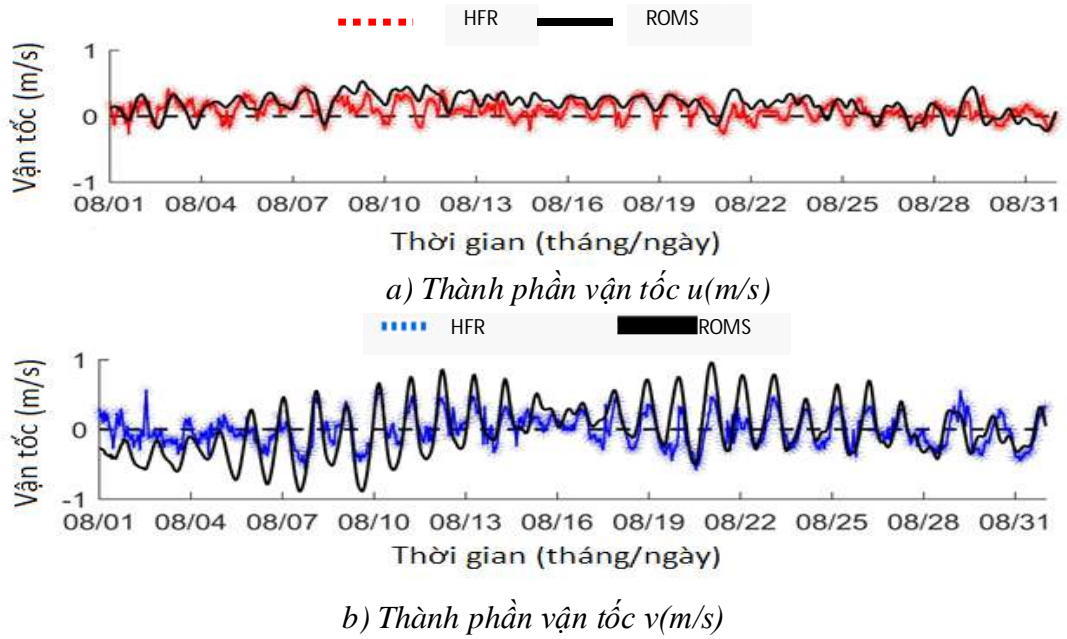 HFR ROMS
Vận tốc (m/s)
1
0
-1
08/01 08/04 08/07 08/10 08/13 08/16 08/19 08/22 08/25 08/28 08/31
Thời gian (tháng/ngày)
a) Thành phần vận tốc u(m/s)
HFR ROMS
Vận tốc (m/s)
1
0
-1
08/01 08/04 08/07 08/10 08/13 08/16 08/19 08/22 08/25 08/28 08/31
Thời gian (tháng/ngày)
b) Thành phần vận tốc v(m/s)